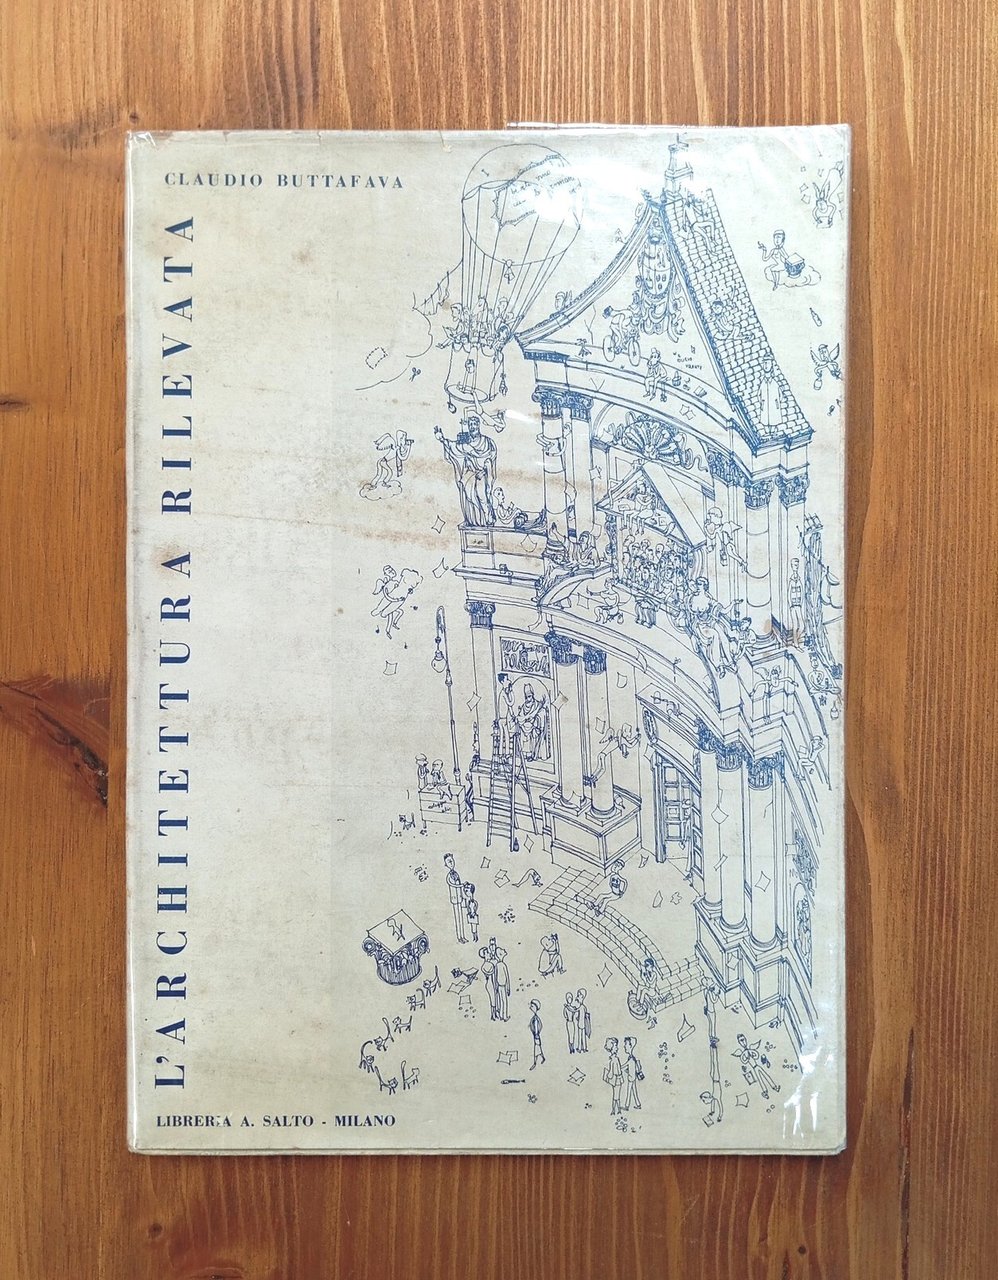 CLAUDIO BUTTAFAVA
L'ARCHITETTURA RILEVATA
LIBRERIA A. SALTO - MILANO